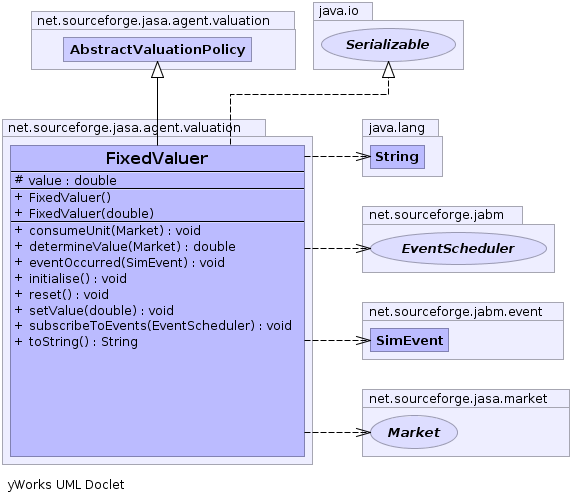 net.sourceforge.jasa.agent.valuation
AbstractValuationPolicy
java.io
Serializable
net.sourceforge.jasa.agent.valuation
FixedValuer
# value : double
+ FixedValuer()
+ FixedValuer(double)
+ consumeUnit(Market) : void
+ determineValue(Market) : double
+ eventOccurred(SimEvent) : void
+ initialise() : void
+ reset() : void
+ setValue(double) : void
+ subscribeToEvents(EventScheduler) : void
+ toString() : String
java.lang
String
net.sourceforge.jabm
EventScheduler
net.sourceforge.jabm.event
SimEvent
net.sourceforge.jasa.market
Market
yWorks UML Doclet